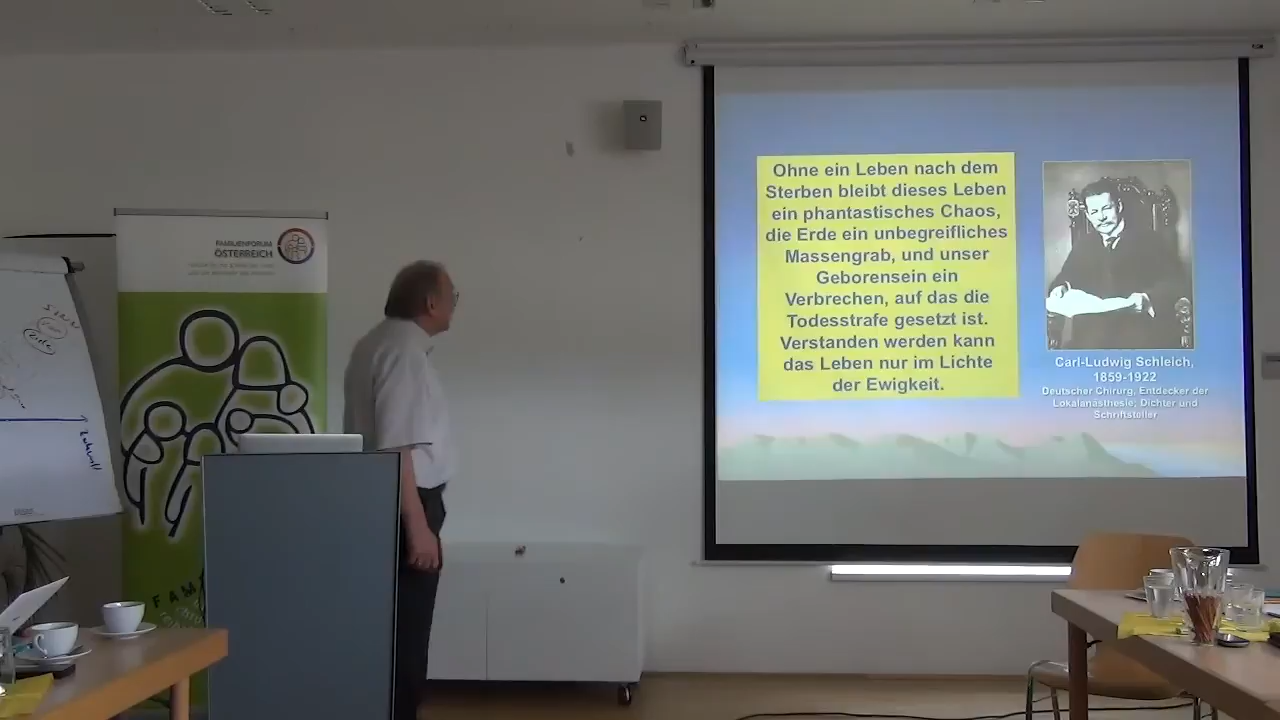 Ohne ein Leben nach dem
Sterben bleibt dieses Leben
ein phantastisches Chaos,
die Erde ein unbegreifliches
Massengrab, und unser
Geborensein ein
Verbrechen, auf das die
Todesstrafe gesetzt ist.
Verstanden werden kann
das Leben nur im Lichte
der Ewigkeit.
Carl-Ludwig Schleich,
1859-1922
Deutscher Chirurg, Entdecker der
Lokalanästhesie; Dichter und
Schriftsteller
FAMILIENFORUM
ÖSTERREICH
FAM